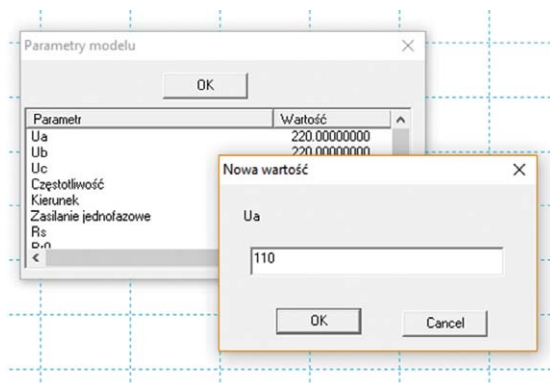 Parametry modelu
OK
Parametr Wartość
Ua 220.00000000
Ub 220.00000000
Uc
Częstotliwość
Kierunek
Zasilanie jednofazowe
Rs
Nowa wartość
Ua
110
OK Cancel